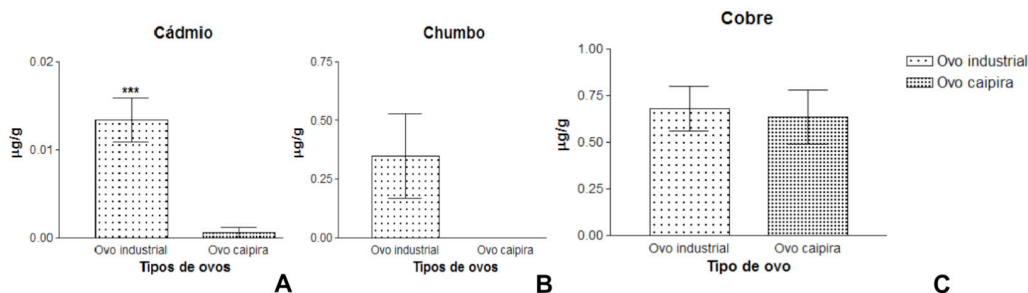 Cádmio
0.02
0.01
0.00
µg/g
***
Ovo industrial
Ovo caipira
Tipos de ovos
A
Chumbo
0.75
0.50
0.25
0.00
µg/g
Ovo industrial
Ovo caipira
Tipos de ovos
B
Cobre
1.00
0.75
0.50
0.25
0.00
µg/g
Ovo industrial
Ovo caipira
Tipo de ovo
C
Ovo industrial
Ovo caipira